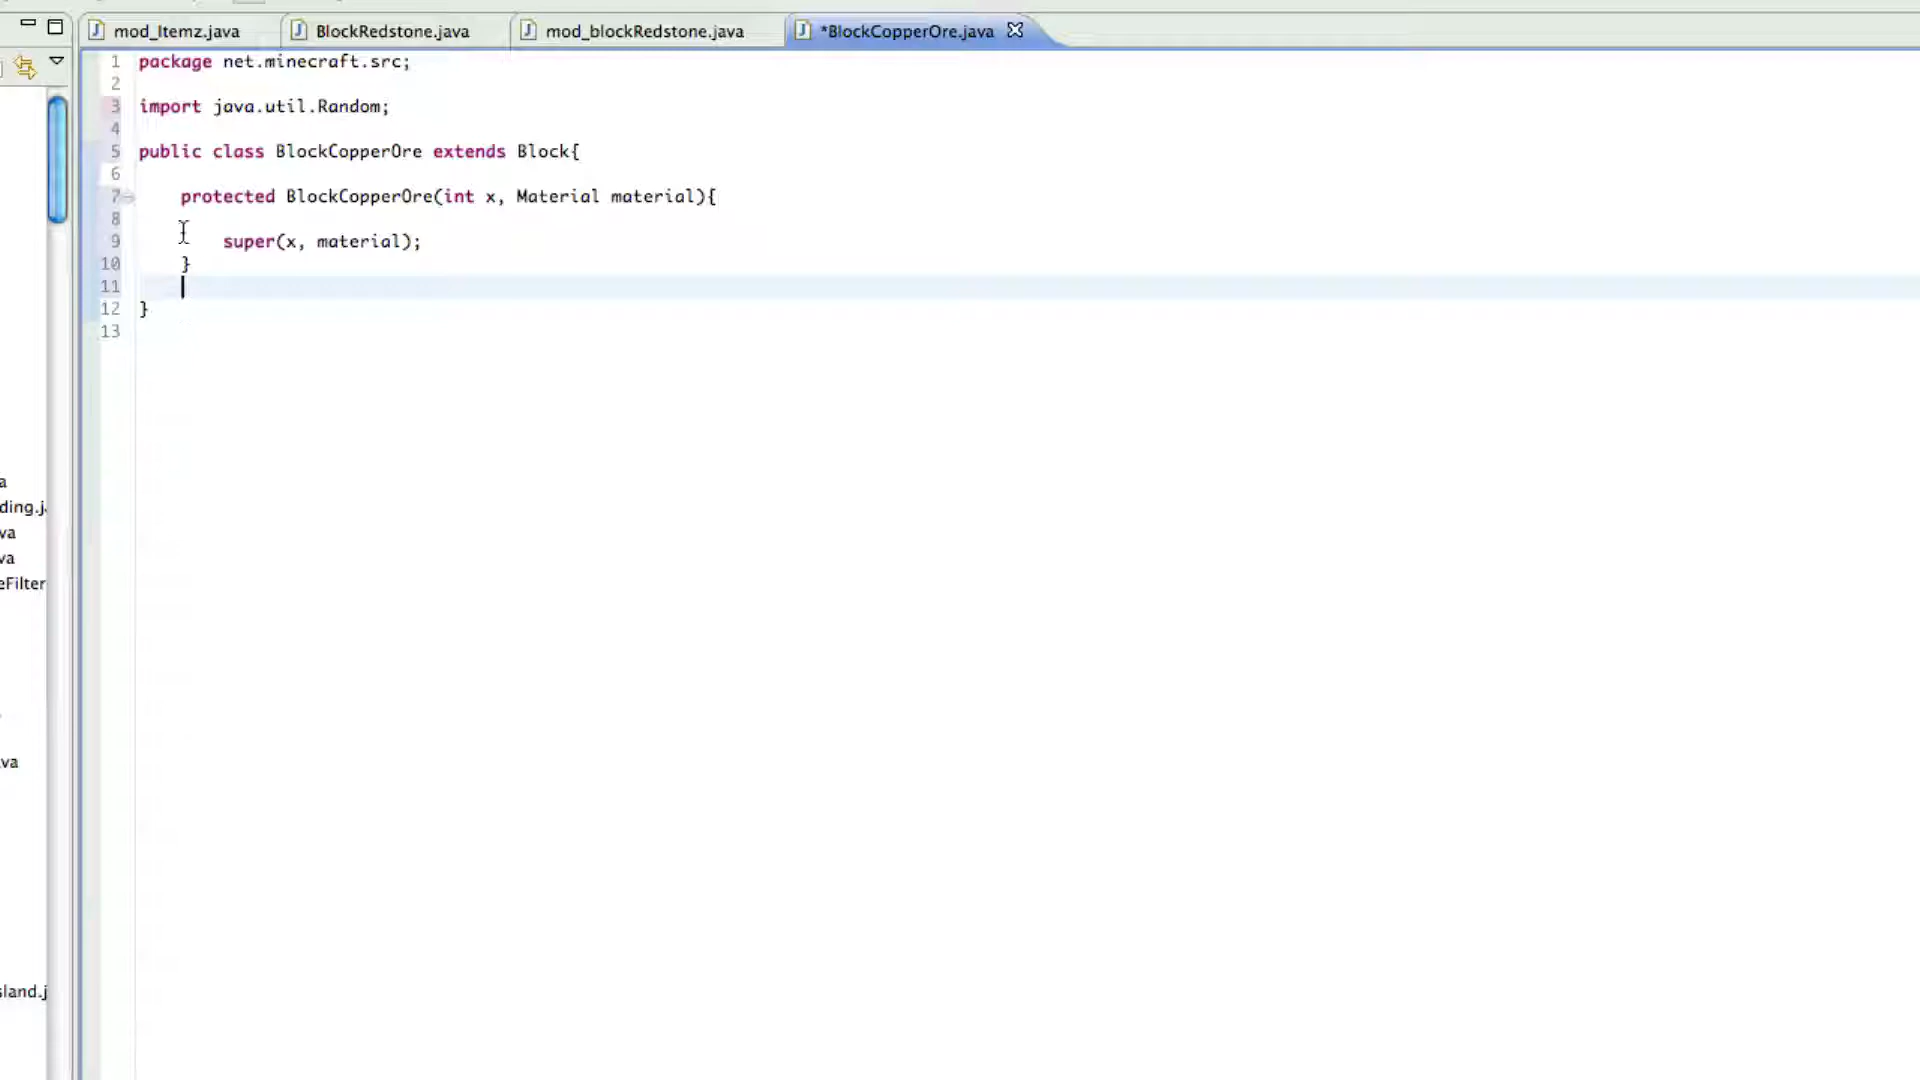 mod_Itemz.java
BlockRedstone.java
mod_blockRedstone.java
*BlockCopperOre.java
1 package net.minecraft.src;
2
3 import java.util.Random;
4
5 public class BlockCopperOre extends Block{
6
7 protected BlockCopperOre(int x, Material material){
8
9 super(x, material);
10 }
11
12 }
13
a
ding.j
va
va
eFilter
va
sland.j